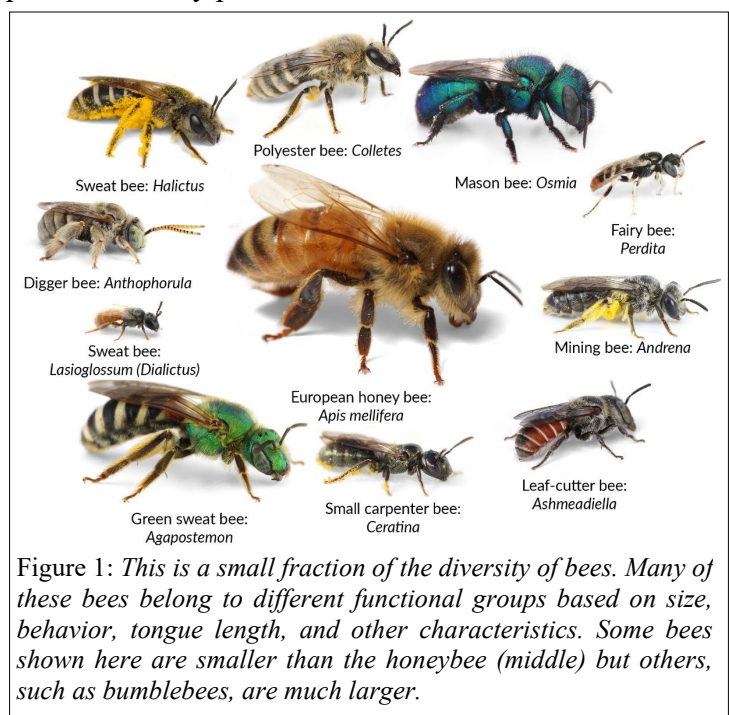 Polyester bee: Colletes
Sweat bee: Halictus
Mason bee: Osmia
Fairy bee:
Perdita
Digger bee: Anthophorula
Mining bee: Andrena
Sweat bee:
Lasioglossum (Dialictus)
European honey bee:
Apis mellifera
Leaf-cutter bee:
Ashmeadiella
Small carpenter bee:
Ceratina
Green sweat bee:
Agapostemon
Figure 1: This is a small fraction of the diversity of bees. Many of
these bees belong to different functional groups based on size,
behavior, tongue length, and other characteristics. Some bees
shown here are smaller than the honeybee (middle) but others,
such as bumblebees, are much larger.